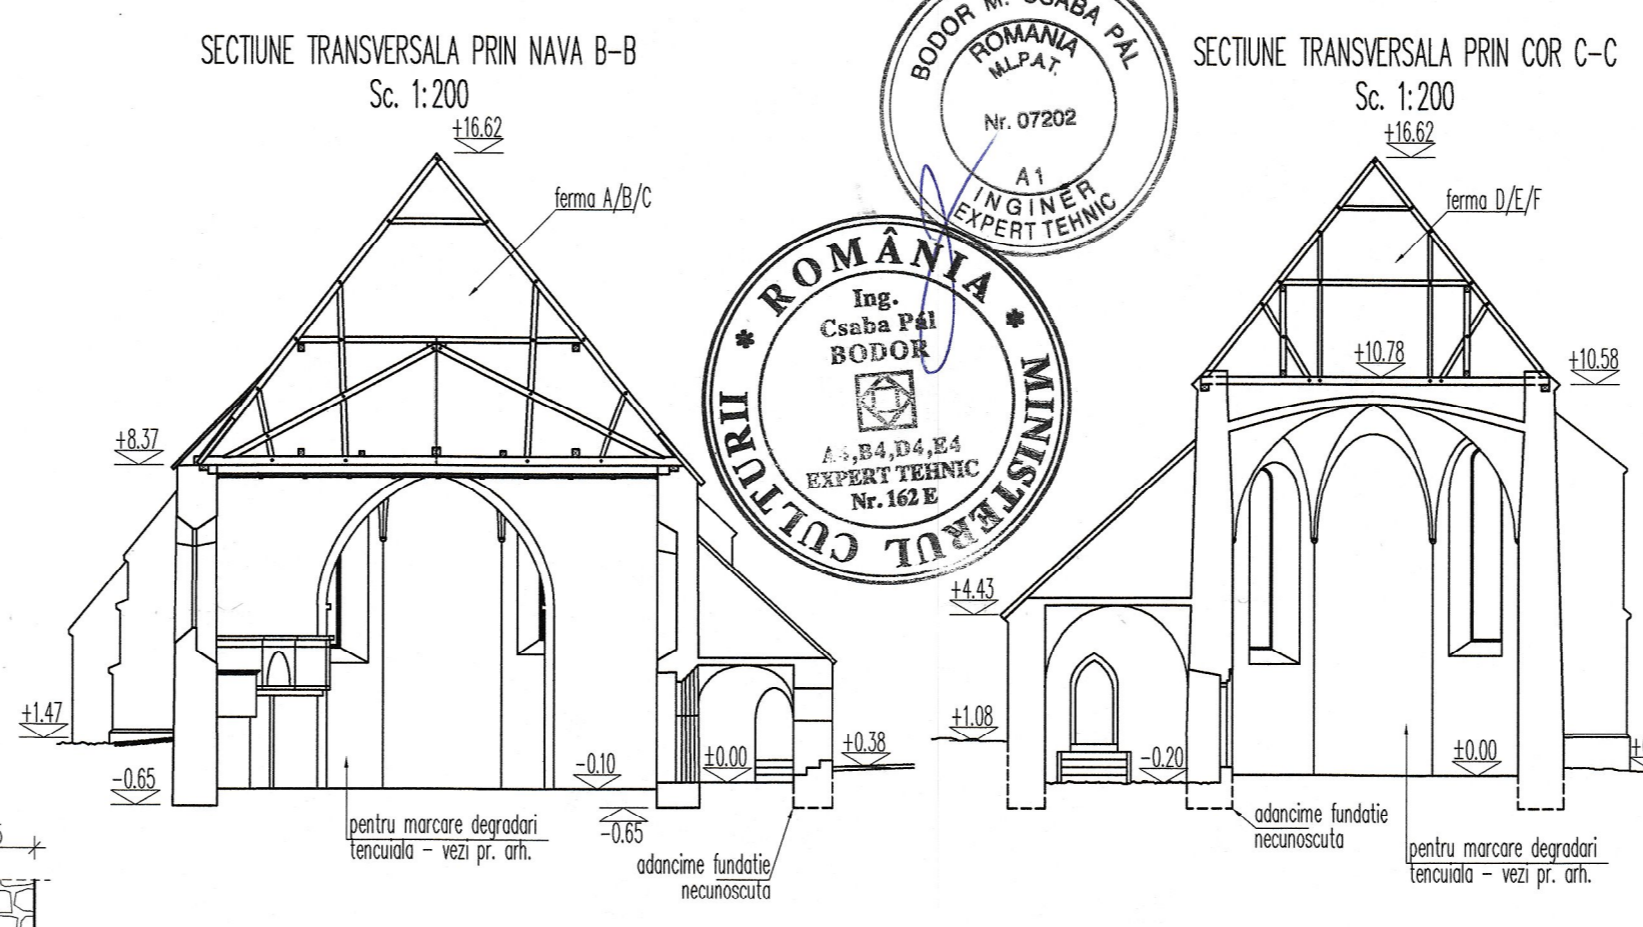 SECTIUNE TRANSVERSALA PRIN NAVA B-B
Sc. 1:200
+16.62
ferma A/B/C
+8.37
+1.47
-0.65
-0.10
±0.00
+0.38
-0.65
pentru marcare degradari
tencuiala - vezi pr. arh.
adancime fundatie
necunoscuta
BODOR M. CSABA PÁL
ROMANIA
M.L.P.A.T.
Nr. 07202
A1
INGINER
EXPERT TEHNIC
* ROMÂNIA *
MINISTERUL CULTURII
Ing.
Csaba Pál
BODOR
A4,B4,D4,E4
EXPERT TEHNIC
Nr. 162 E
SECTIUNE TRANSVERSALA PRIN COR C-C
Sc. 1:200
+16.62
ferma D/E/F
+10.78
+10.58
+4.43
+1.08
-0.20
±0.00
adancime fundatie
necunoscuta
pentru marcare degradari
tencuiala - vezi pr. arh.